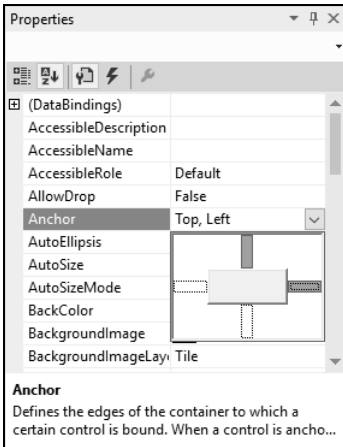 Properties
(DataBindings)
AccessibleDescription
AccessibleName
AccessibleRole Default
AllowDrop False
Anchor Top, Left
AutoEllipsis
AutoSize
AutoSizeMode
BackColor
BackgroundImage
BackgroundImageLay Tile
Anchor
Defines the edges of the container to which a
certain control is bound. When a control is ancho...